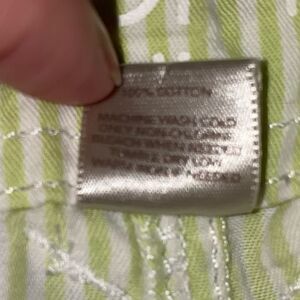 100% COTTON
MACHINE WASH COLD
ONLY NON-CHLORINE
BLEACH WHEN NEEDED
TUMBLE DRY LOW
WARM IRON IF NEEDED